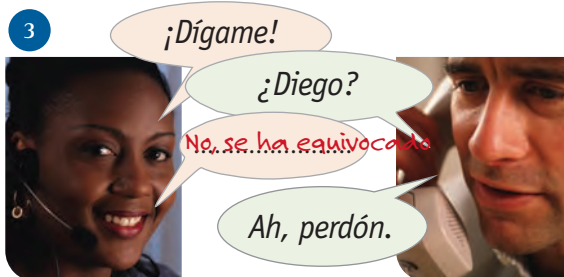 3
¡Dígame!
¿Diego?
No, se ha equivocado
Ah, perdón.